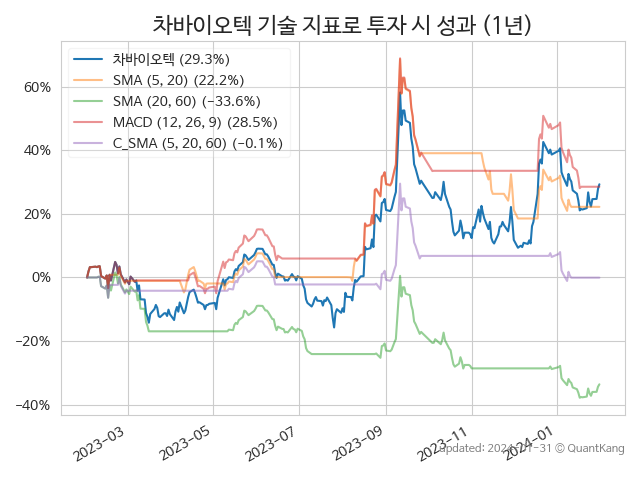 차바이오텍 기술 지표로 투자 시 성과 (1년)
차바이오텍 (29.3%)
SMA (5, 20) (22.2%)
SMA (20, 60) (−33.6%)
MACD (12, 26, 9) (28.5%)
C_SMA (5, 20, 60) (−0.1%)
60%
40%
20%
0%
−20%
−40%
2023-03
2023-05
2023-07
2023-09
2023-11
2024-01
updated: 2024-01-31 © QuantKang